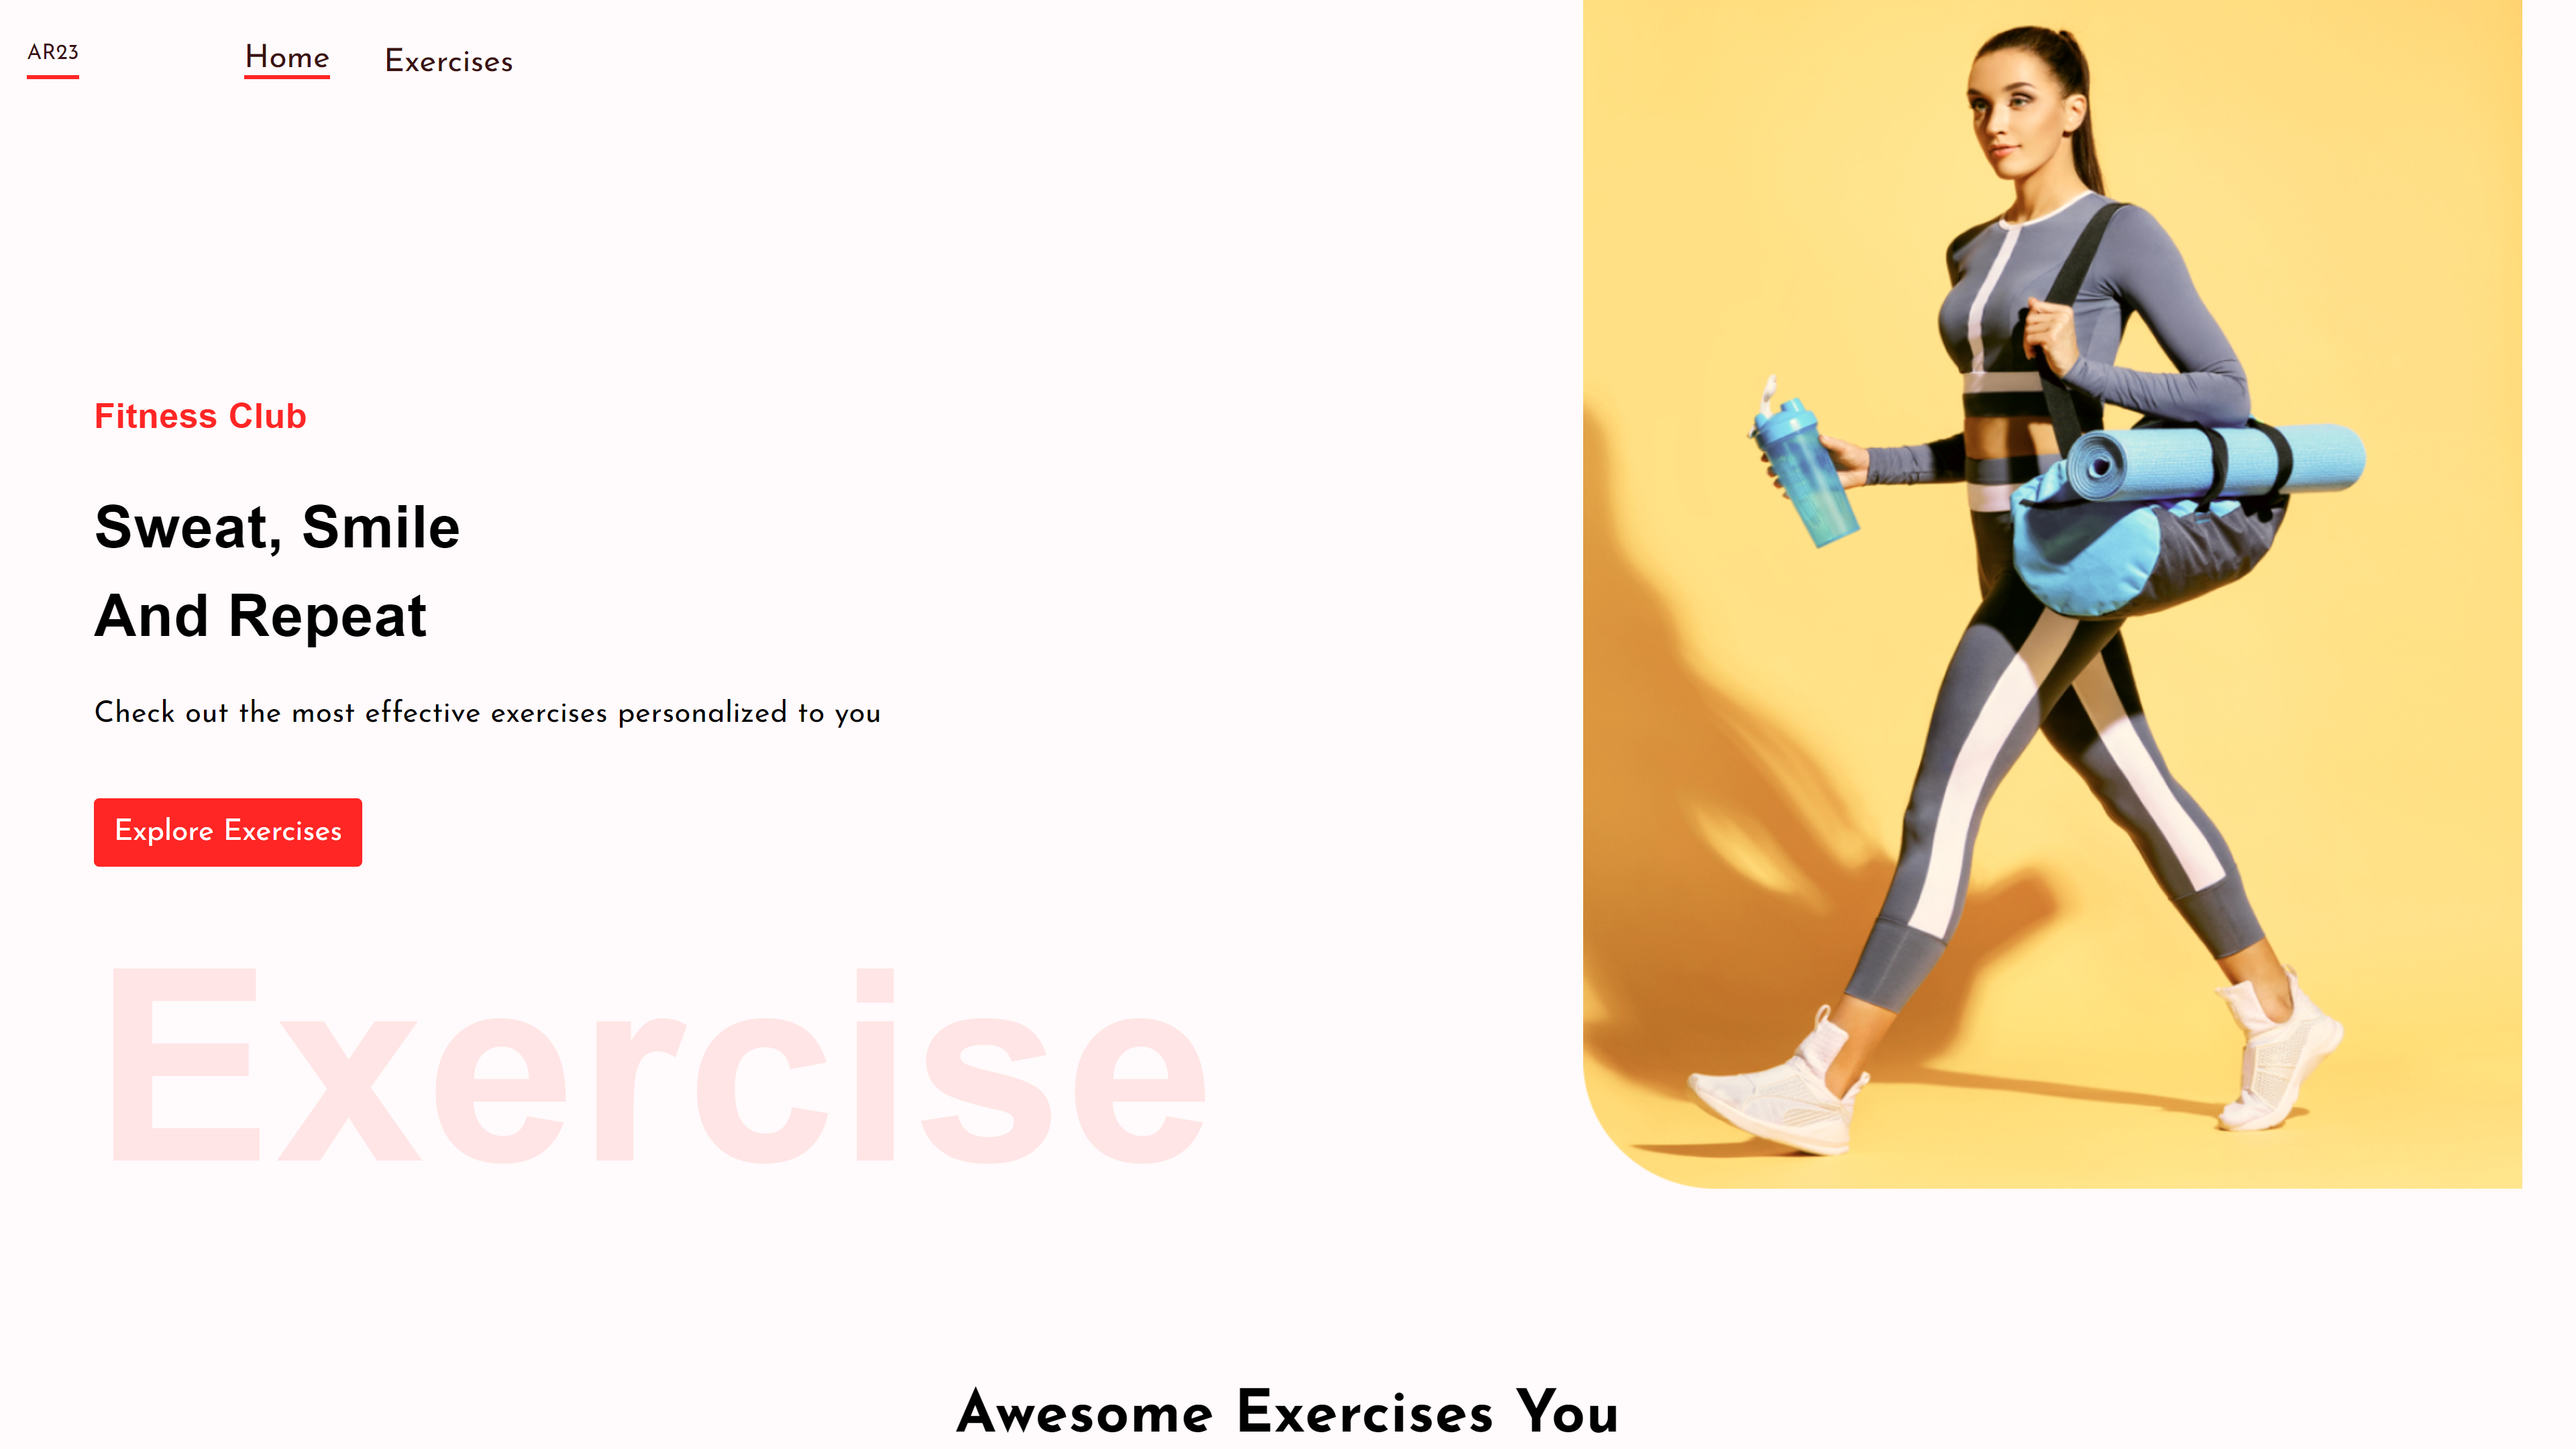 AR23
Home
Exercises
Fitness Club
Sweat, Smile
And Repeat
Check out the most effective exercises personalized to you
Explore Exercises
Exercise
Awesome Exercises You